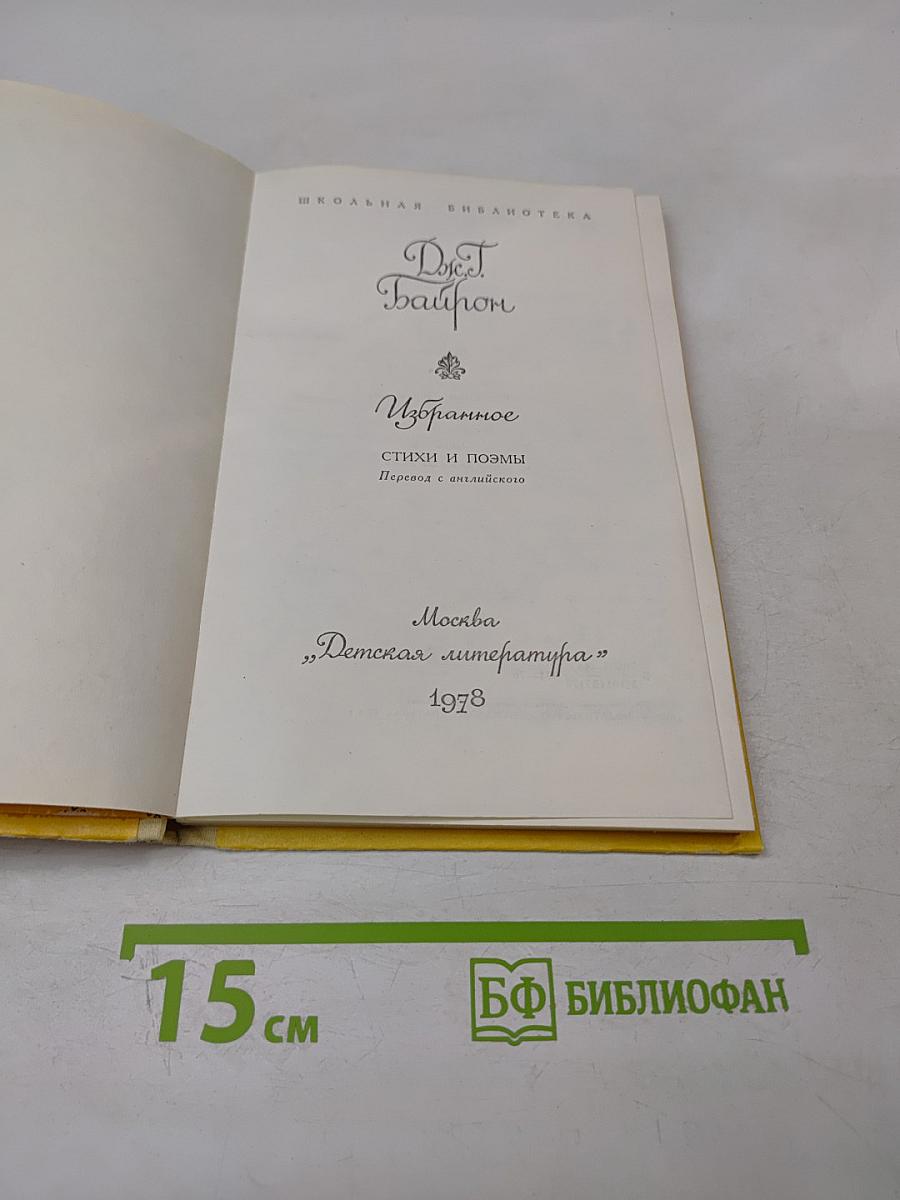 ШКОЛЬНАЯ БИБЛИОТЕКА
Дж.Г.
Байрон
Избранное
СТИХИ И ПОЭМЫ
Перевод с английского
Москва
„Детская литература”
1978
15 см
БФ БИБЛИОФАН